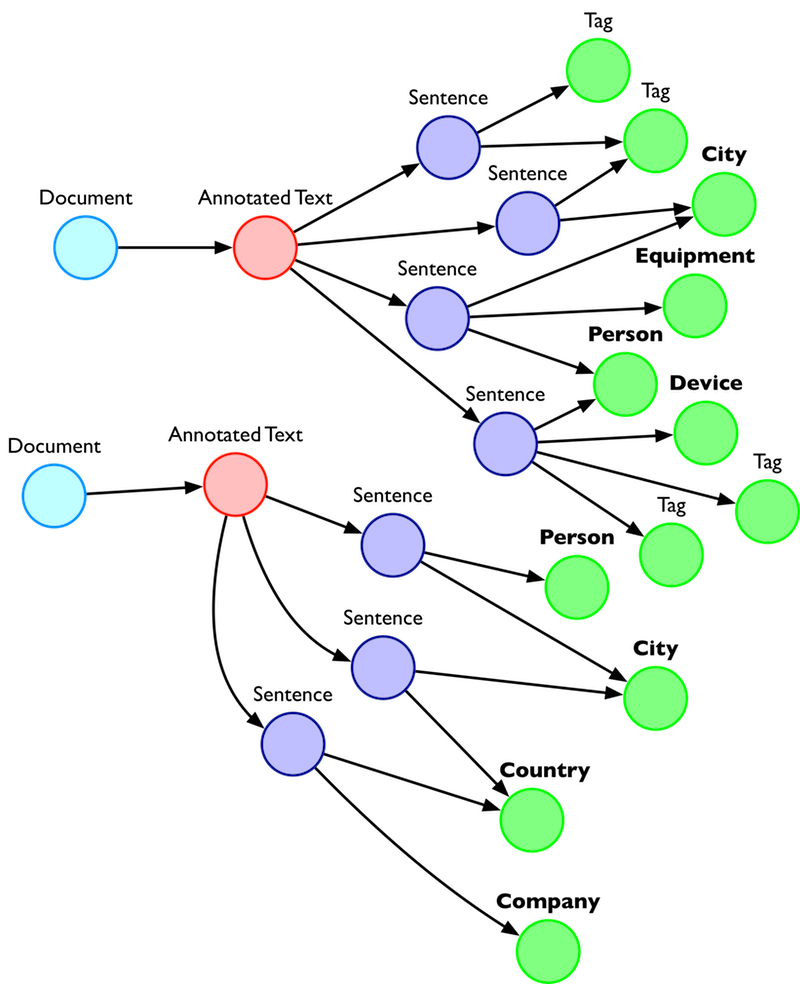 Tag
Tag
Sentence
City
Sentence
Document
Annotated Text
Equipment
Sentence
Person
Device
Sentence
Annotated Text
Document
Tag
Sentence
Tag
Person
Sentence
City
Sentence
Country
Company